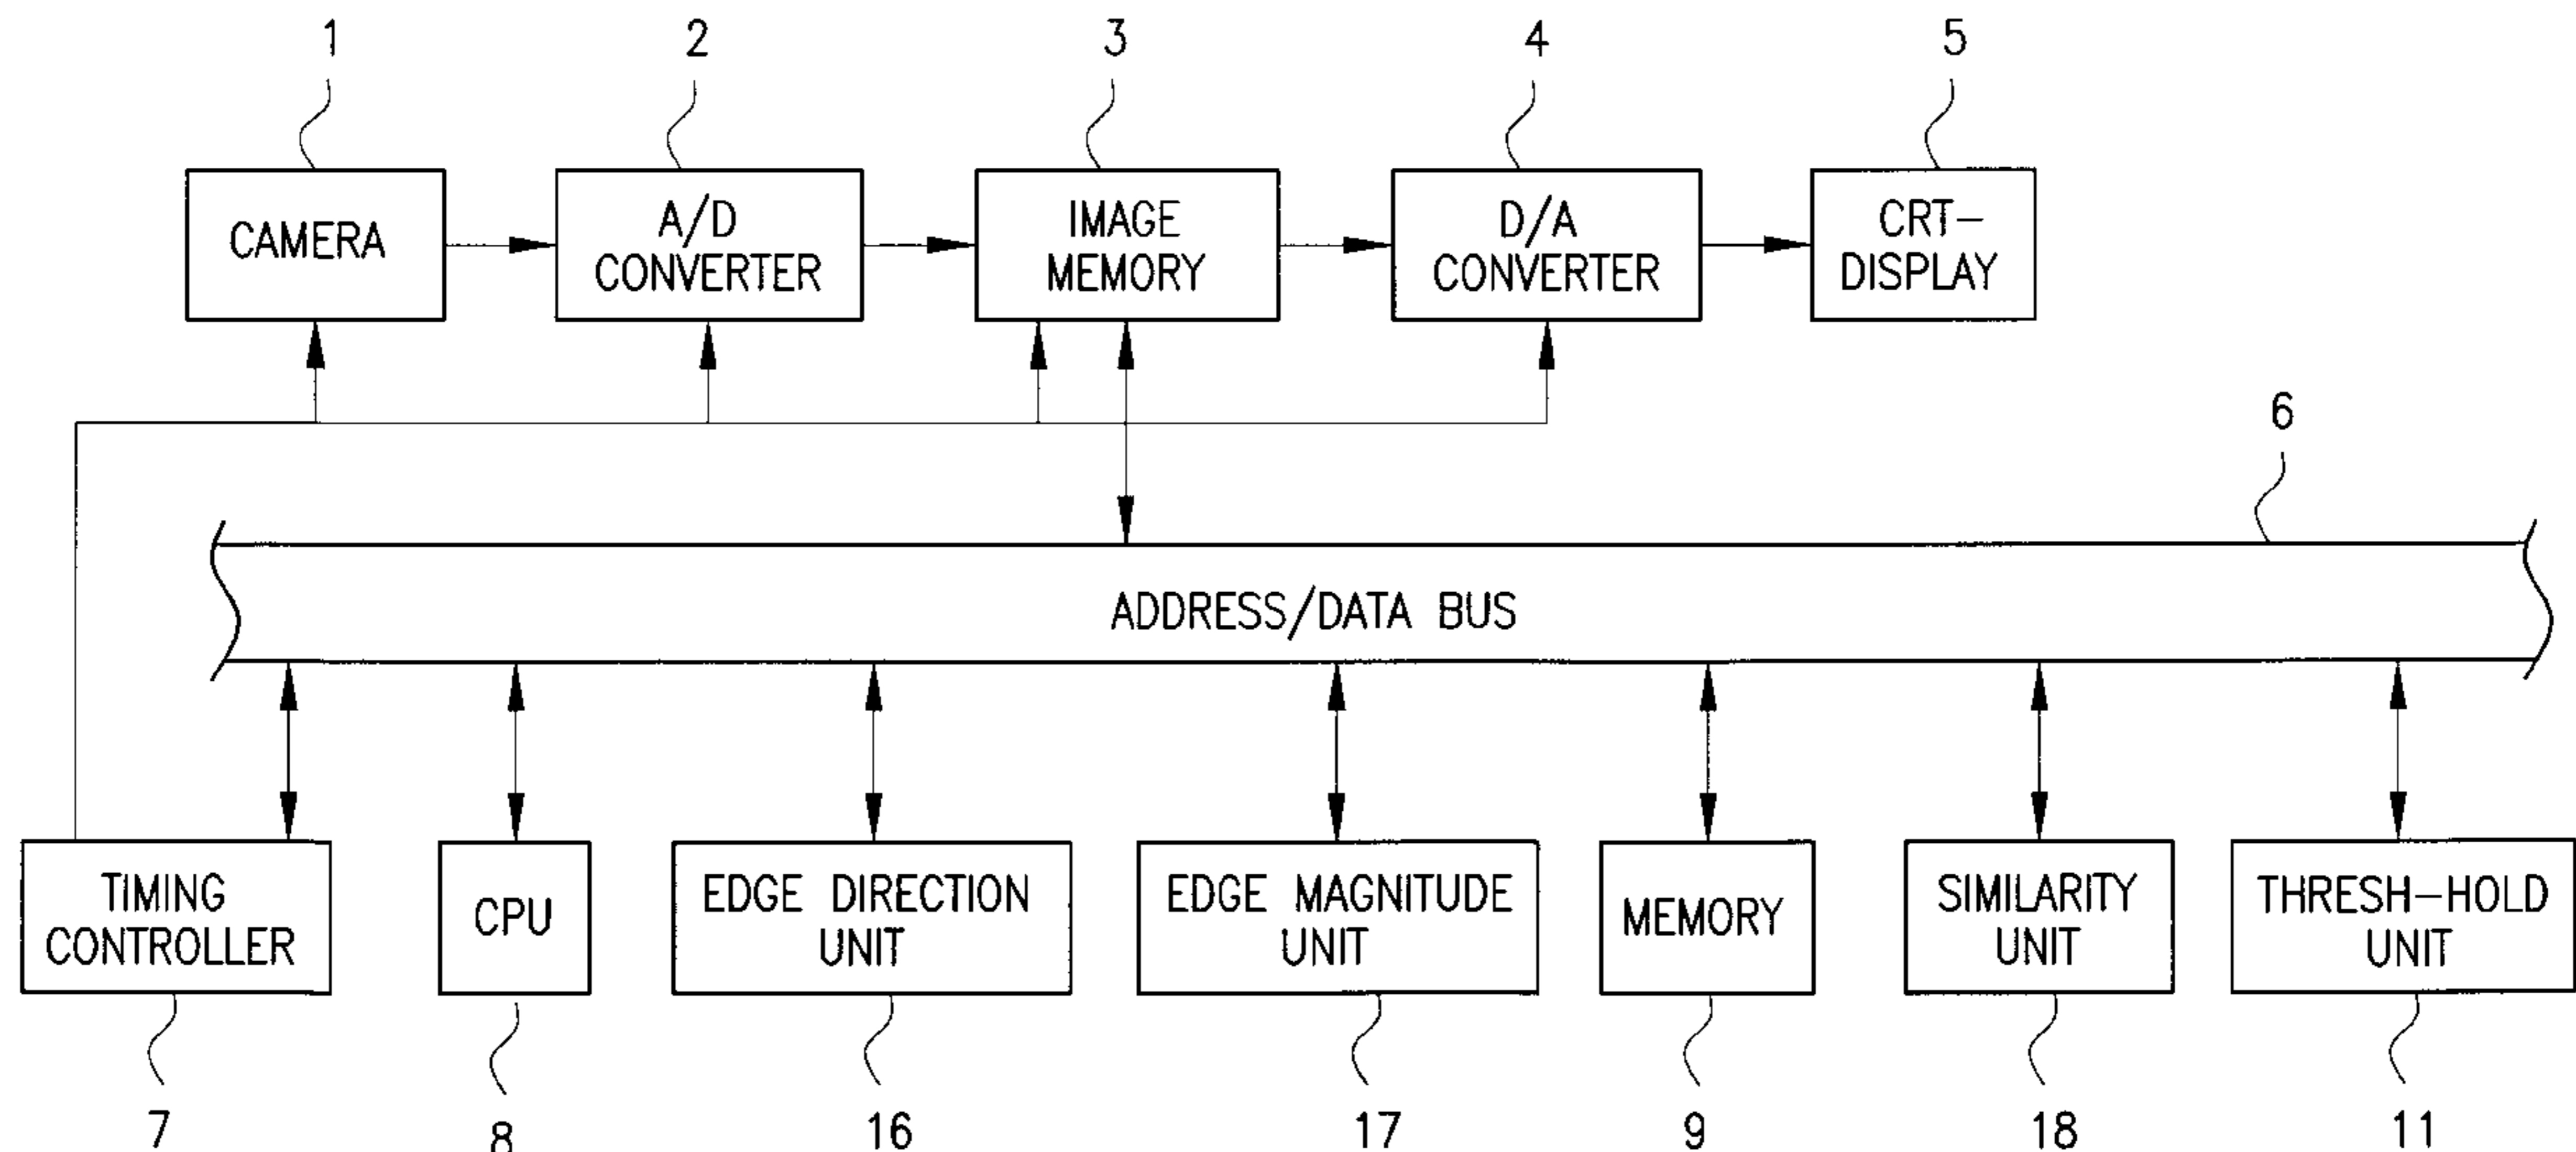 1
2
3
4
5
CAMERA
A/D
CONVERTER
IMAGE
MEMORY
D/A
CONVERTER
CRT-
DISPLAY
6
ADDRESS/DATA BUS
TIMING
CONTROLLER
CPU
EDGE DIRECTION
UNIT
EDGE MAGNITUDE
UNIT
MEMORY
SIMILARITY
UNIT
THRESH-HOLD
UNIT
7
8
16
17
9
18
11